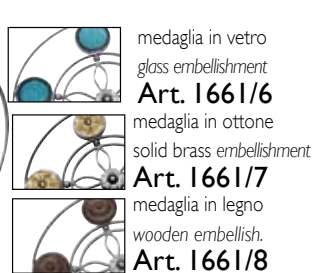 medaglia in vetro
glass embellishment
Art. 1661/6
medaglia in ottone
solid brass embellishment
Art. 1661/7
medaglia in legno
wooden embellish.
Art. 1661/8